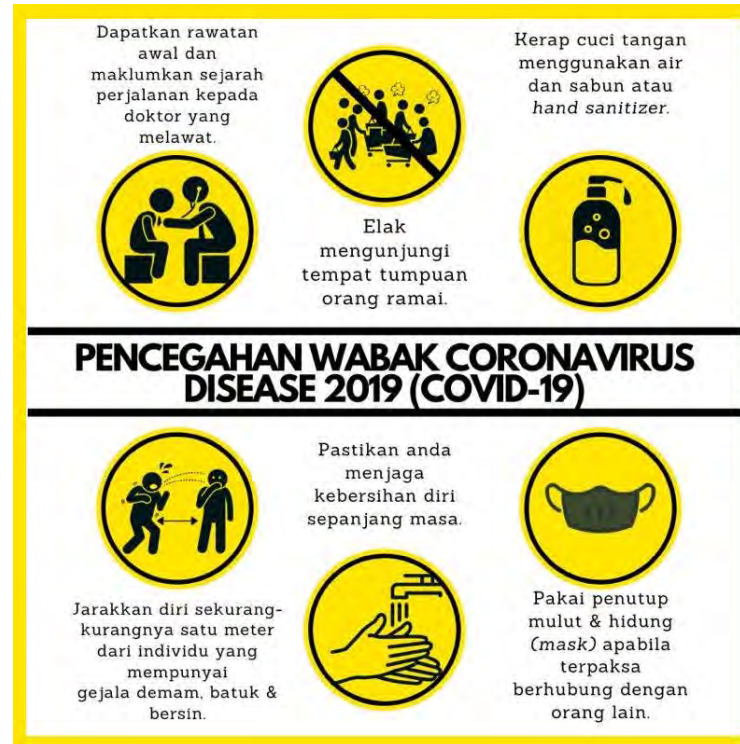 Dapatkan rawatan
awal dan
maklumkan sejarah
perjalanan kepada
doktor yang
melawat.
Elak
mengunjungi
tempat tumpuan
orang ramai.
Kerap cuci tangan
menggunakan air
dan sabun atau
hand sanitizer.
PENCEGAHAN WABAK CORONAVIRUS
DISEASE 2019 (COVID-19)
Jarakkan diri sekurang-
kurangnya satu meter
dari individu yang
mempunyai
gejala demam, batuk &
bersin.
Pastikan anda
menjaga
kebersihan diri
sepanjang masa.
Pakai penutup
mulut & hidung
(mask) apabila
terpaksa
berhubung dengan
orang lain.